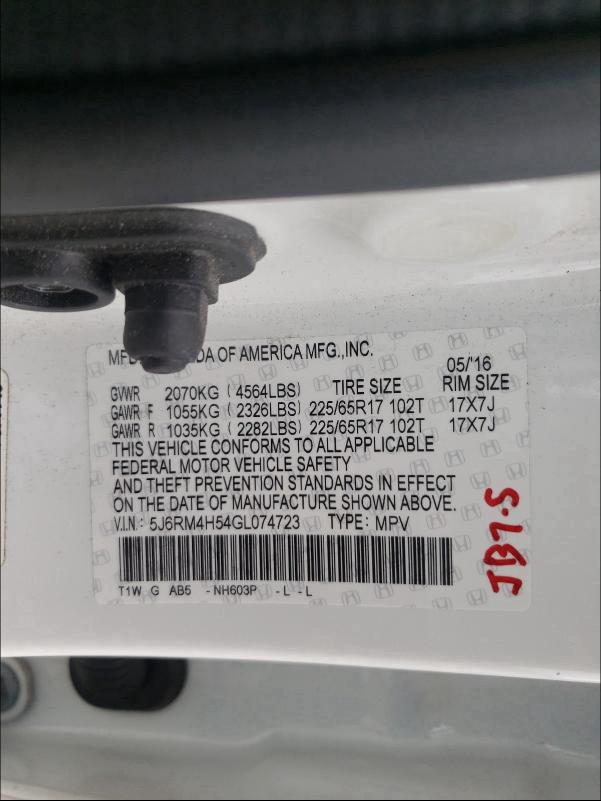 MFD DA OF AMERICA MFG.,INC. 05/'16
GVWR 2070KG (4564LBS) TIRE SIZE RIM SIZE
GAWR F 1055KG (2326LBS) 225/65R17 102T 17X7J
GAWR R 1035KG (2282LBS) 225/65R17 102T 17X7J
THIS VEHICLE CONFORMS TO ALL APPLICABLE
FEDERAL MOTOR VEHICLE SAFETY
AND THEFT PREVENTION STANDARDS IN EFFECT
ON THE DATE OF MANUFACTURE SHOWN ABOVE.
V.I.N: 5J6RM4H54GL074723 TYPE: MPV
T1W G AB5 -NH603P -L -L
JB7-S